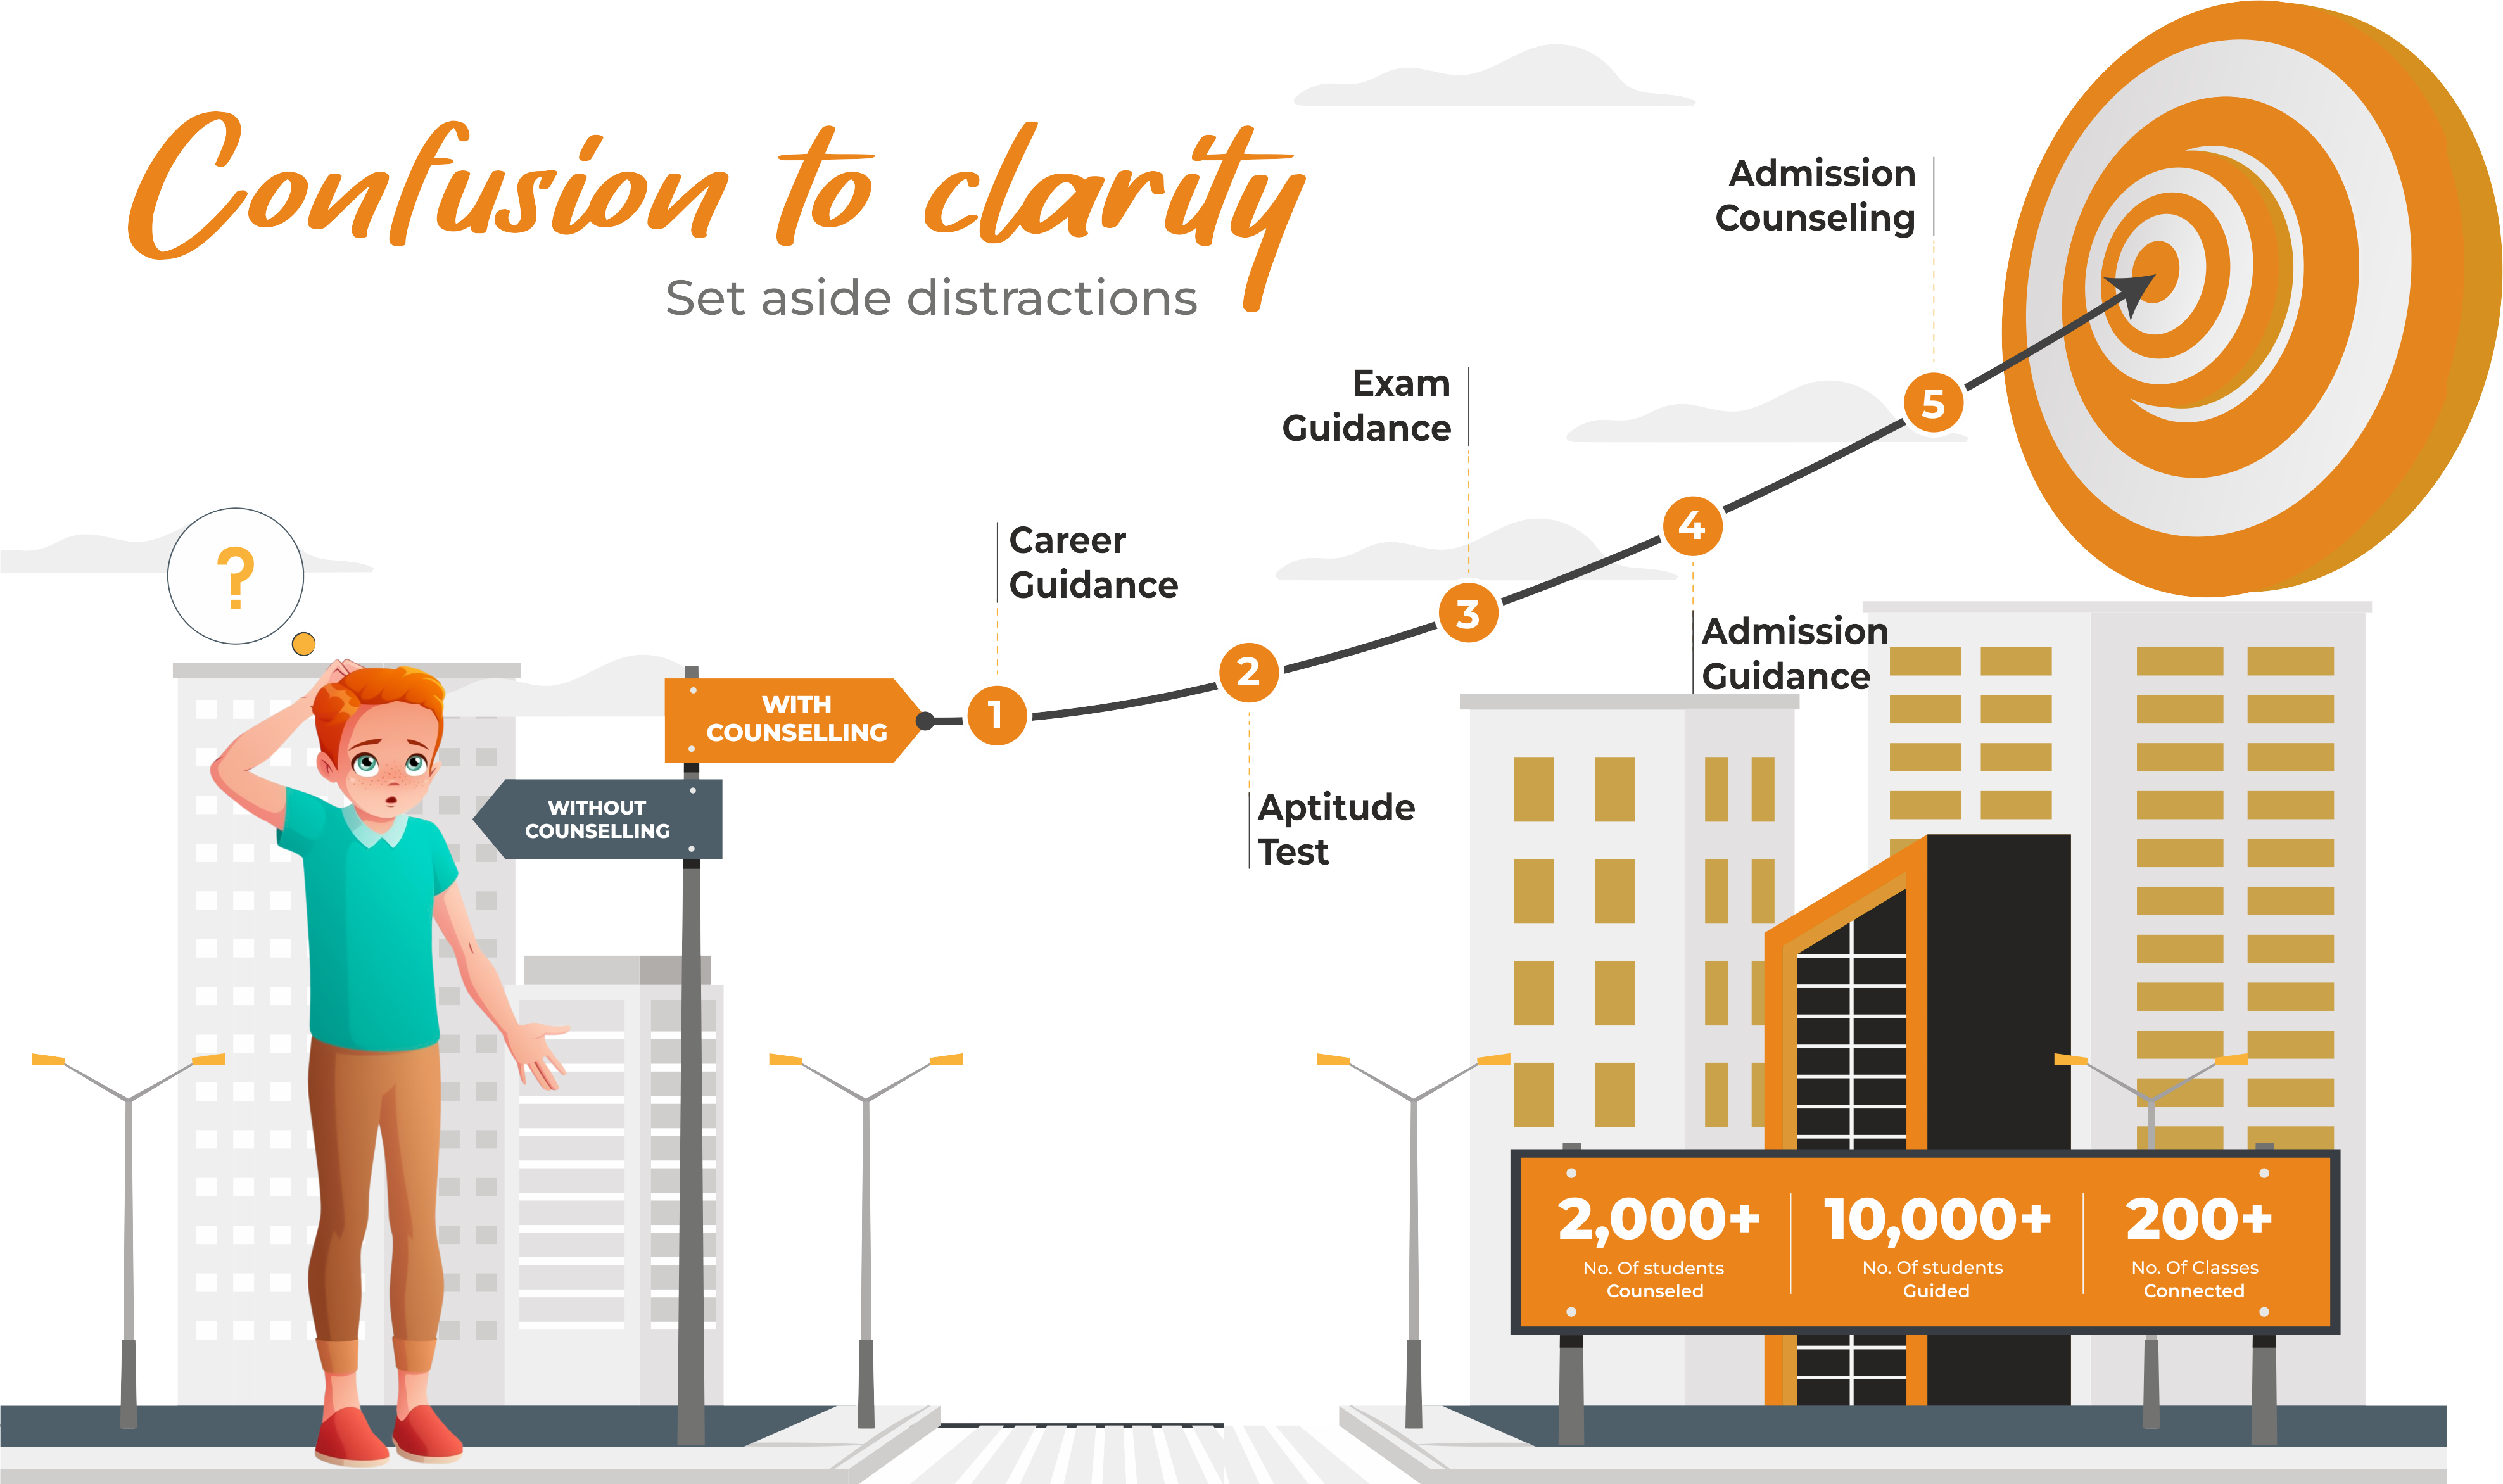 Confusion to clarity
Set aside distractions
?
WITH
COUNSELLING
WITHOUT
COUNSELLING
1
Career
Guidance
2
Aptitude
Test
3
Exam
Guidance
4
Admission
Guidance
5
Admission
Counseling
2,000+
No. Of students
Counseled
10,000+
No. Of students
Guided
200+
No. Of Classes
Connected